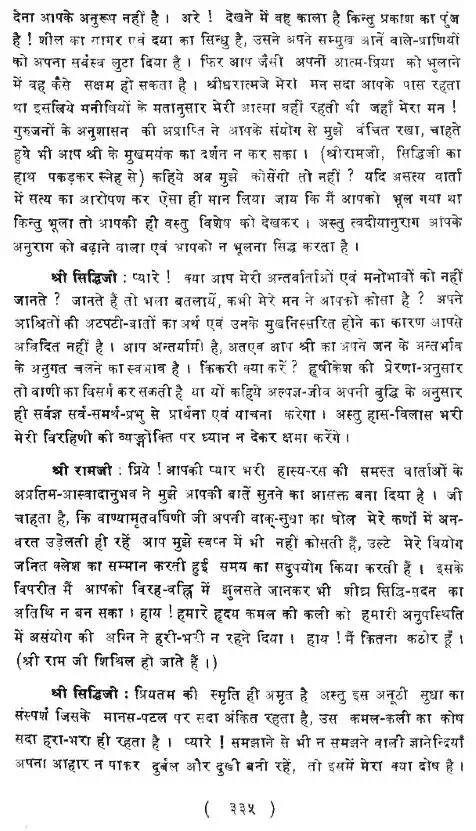 देना आपके अनुरूप नहीं है । अरे ! देखने में वह काला है किन्तु प्रकाश का पुंज
है ! शील का सागर एवं दया का सिन्धु है, उसने अपने सम्मुख आनें वाले-प्राणियों
को अपना सर्वस्व लुटा दिया है । फिर आप जैसी अपनी आत्म-प्रिया को भुलाने
में वह कैसे सक्षम हो सकता है । श्रीधरात्मजे मेरा मन सदा आपके पास रहता
था इसलिये मनीषियों के मतानुसार मेरी आत्मा वहीं रहती थी जहाँ मेरा मन !
गुरुजनों के अनुशासन की अप्राप्ति ने आपके संयोग से मुझे वंचित रखा, चाहते
हुये भी आप श्री के मुखमयंक का दर्शन न कर सका । (श्रीरामजी, सिद्धिजी का
हाथ पकड़कर स्नेह से) कहिये अब मुझे कोसेंगी तो नहीं ? यदि असत्य वार्ता
में सत्य का आरोपण कर ऐसा ही मान लिया जाय कि मैं आपको भूल गया था
किन्तु भूला तो आपकी ही वस्तु विशेष को देखकर । अस्तु त्वदीयानुराग आपके
अनुराग को बढ़ाने वाला एवं आपको न भूलना सिद्ध करता है ।
श्री सिद्धिजी : प्यारे ! क्या आप मेरी अन्तर्वार्ताओं एवं मनोभावों को नहीं
जानते ? जानते हैं तो भला बतलायें, कभी मेरे मन ने आपको कोसा है ? अपने
आश्रितों की अटपटी-बातों का अर्थ एवं उनके मुखनिस्सरित होने का कारण आपसे
अविदित नहीं है । आप अन्तर्यामी है, अतएव आप श्री का अपने जन के अन्तर्भाव
के अनुगत चलने का स्वभाव है । किंकरी क्या करें ? हृषीकेश की प्रेरणा-अनुसार
तो वाणी का विसर्ग कर सकती है या यों कहिये अल्पज्ञ-जीव अपनी बुद्धि के अनुसार
ही सर्वज्ञ सर्व-समर्थ-प्रभु से प्रार्थना एवं याचना करेगा । अस्तु हास-विलास भरी
मेरी विरहिणी की व्यङ्गोक्ति पर ध्यान न देकर क्षमा करेंगे ।
श्री रामजी : प्रिये ! आपकी प्यार भरी हास्य-रस की समस्त वार्ताओं के
अप्रतिम-आस्वादानुभव ने मुझे आपकी बातें सुनने का आसक्त बना दिया है । जी
चाहता है, कि वाण्यामृतवर्षिणी जी अपनी वाक्-सुधा का घोल मेरे कर्णों में अन-
वरत उड़ेलती ही रहें आप मुझे स्वप्न में भी नहीं कोसती हैं, उल्टे मेरे वियोग
जनित क्लेश का सम्मान करती हुई समय का सदुपयोग किया करती हैं । इसके
विपरीत मैं आपको विरह-वह्नि में झुलसते जानकर भी शीघ्र सिद्धि-सदन का
अतिथि न बन सका । हाय ! हमारे हृदय कमल की कली को हमारी अनुपस्थिति
में असंयोग की अग्नि ने हरी-भरी न रहने दिया । हाय ! मैं कितना कठोर हूँ ।
(श्री राम जी शिथिल हो जाते हैं ।)
श्री सिद्धिजी : प्रियतम की स्मृति ही अमृत है अस्तु इस अनूठी सुधा का
संस्पर्श जिसके मानस-पटल पर सदा अंकित रहता है, उस कमल-कली का कोष
सदा हरा-भरा ही रहता है । प्यारे ! समझाने से भी न समझने वाली ज्ञानेन्द्रियाँ
अपना आहार न पाकर दुर्बल और दुखी बनी रहें, तो इसमें मेरा क्या दोष है ।
( ३३५ )